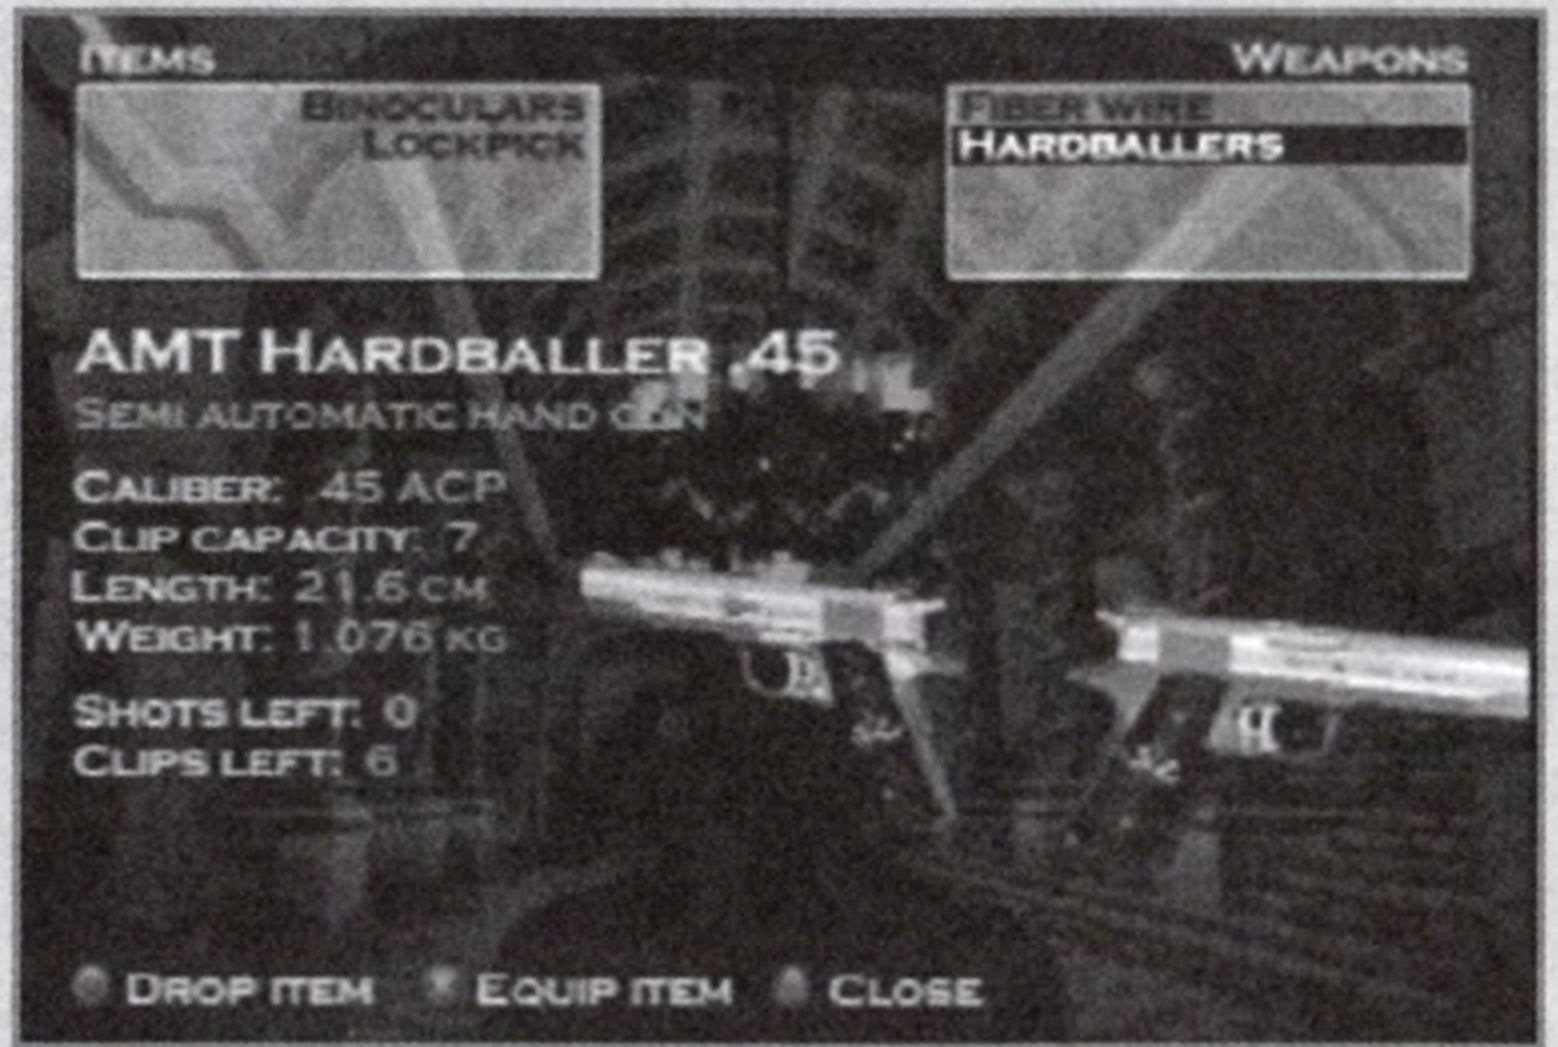 ITEMS
BINOCULARS
LOCKPICK
WEAPONS
FIBER WIRE
HARDBALLERS
AMT HARDBALLER .45
SEMI AUTOMATIC HAND GUN
CALIBER: .45 ACP
CLIP CAPACITY: 7
LENGTH: 21.6 CM
WEIGHT: 1.076 KG
SHOTS LEFT: 0
CLIPS LEFT: 6
DROP ITEM EQUIP ITEM CLOSE